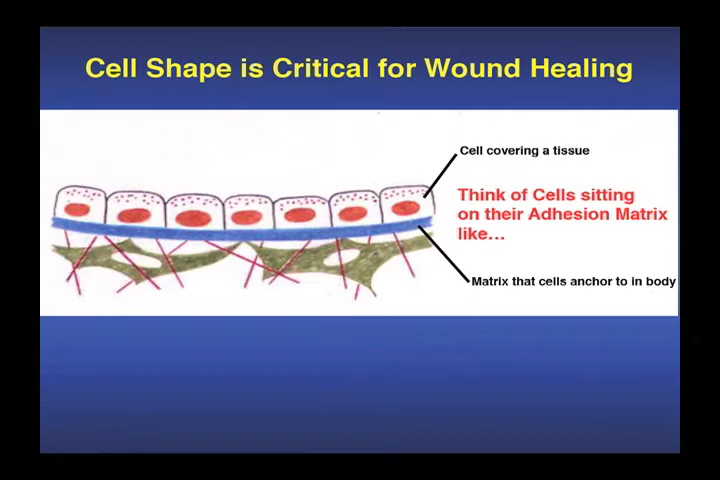 Cell Shape is Critical for Wound Healing
Cell covering a tissue
Think of Cells sitting
on their Adhesion Matrix
like...
Matrix that cells anchor to in body